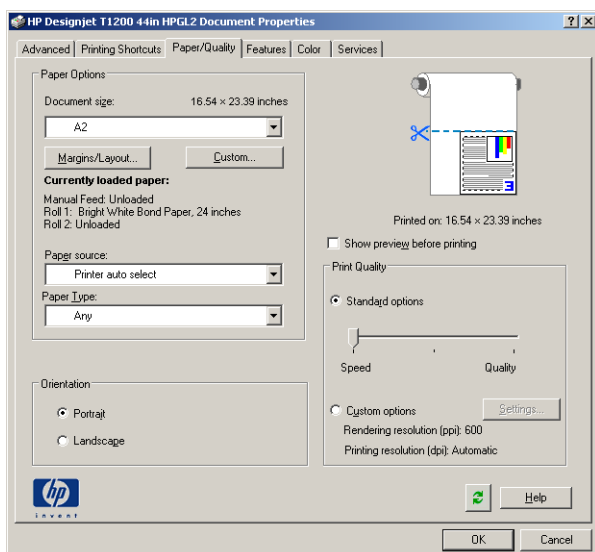 HP Designjet T1200 44in HPGL2 Document Properties
Advanced Printing Shortcuts Paper/Quality Features Color Services
Paper Options
Document size: 16.54 × 23.39 inches
A2
Margins/Layout... Custom...
Currently loaded paper:
Manual Feed: Unloaded
Roll 1: Bright White Bond Paper, 24 inches
Roll 2: Unloaded
Paper source:
Printer auto select
Paper Type:
Any
Orientation
Portrait
Landscape
Printed on: 16.54 × 23.39 inches
Show preview before printing
Print Quality
Standard options
Speed Quality
Custom options Settings...
Rendering resolution (ppi): 600
Printing resolution (dpi): Automatic
hp
invent
Help
OK Cancel